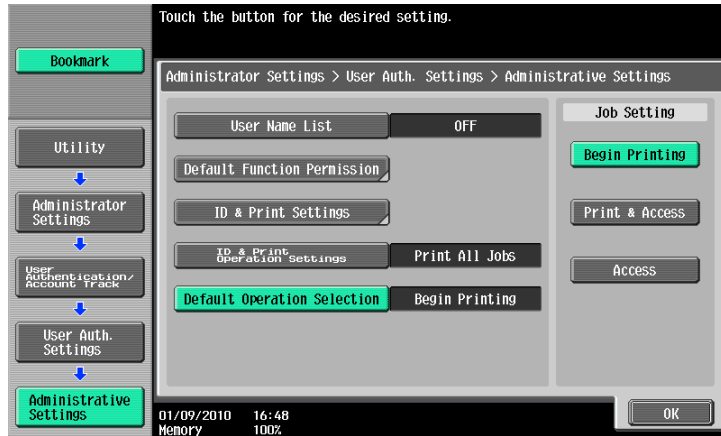 Touch the button for the desired setting.
Bookmark
Administrator Settings > User Auth. Settings > Administrative Settings
Utility
Administrator
Settings
User
Authentication/
Account Track
User Auth.
Settings
Administrative
Settings
User Name List
OFF
Default Function Permission
ID & Print Settings
ID & Print
Operation Settings
Print All Jobs
Default Operation Selection
Begin Printing
Job Setting
Begin Printing
Print & Access
Access
01/09/2010 16:48
Memory 100%
OK